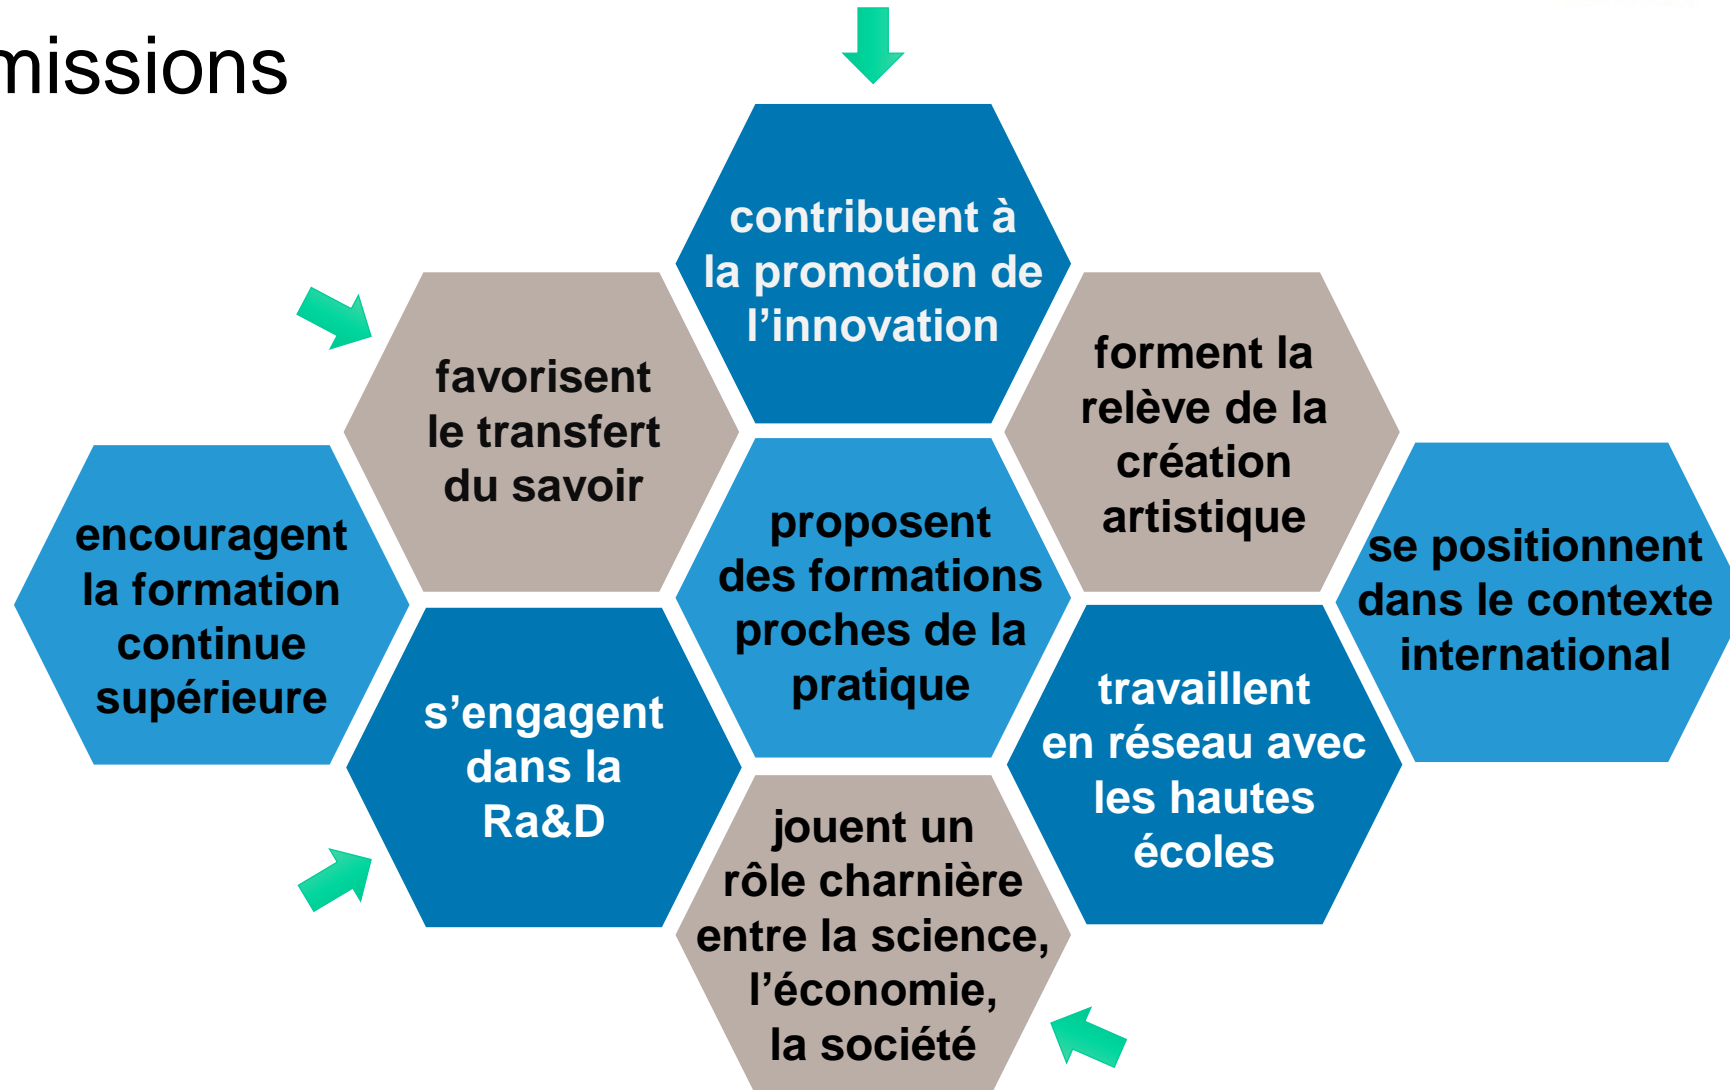 missions
contribuent à
la promotion de
l’innovation
favorisent
le transfert
du savoir
forment la
relève de la
création
artistique
encouragent
la formation
continue
supérieure
proposent
des formations
proches de la
pratique
se positionnent
dans le contexte
international
s’engagent
dans la
Ra&D
travaillent
en réseau avec
les hautes
écoles
jouent un
rôle charnière
entre la science,
l’économie,
la société